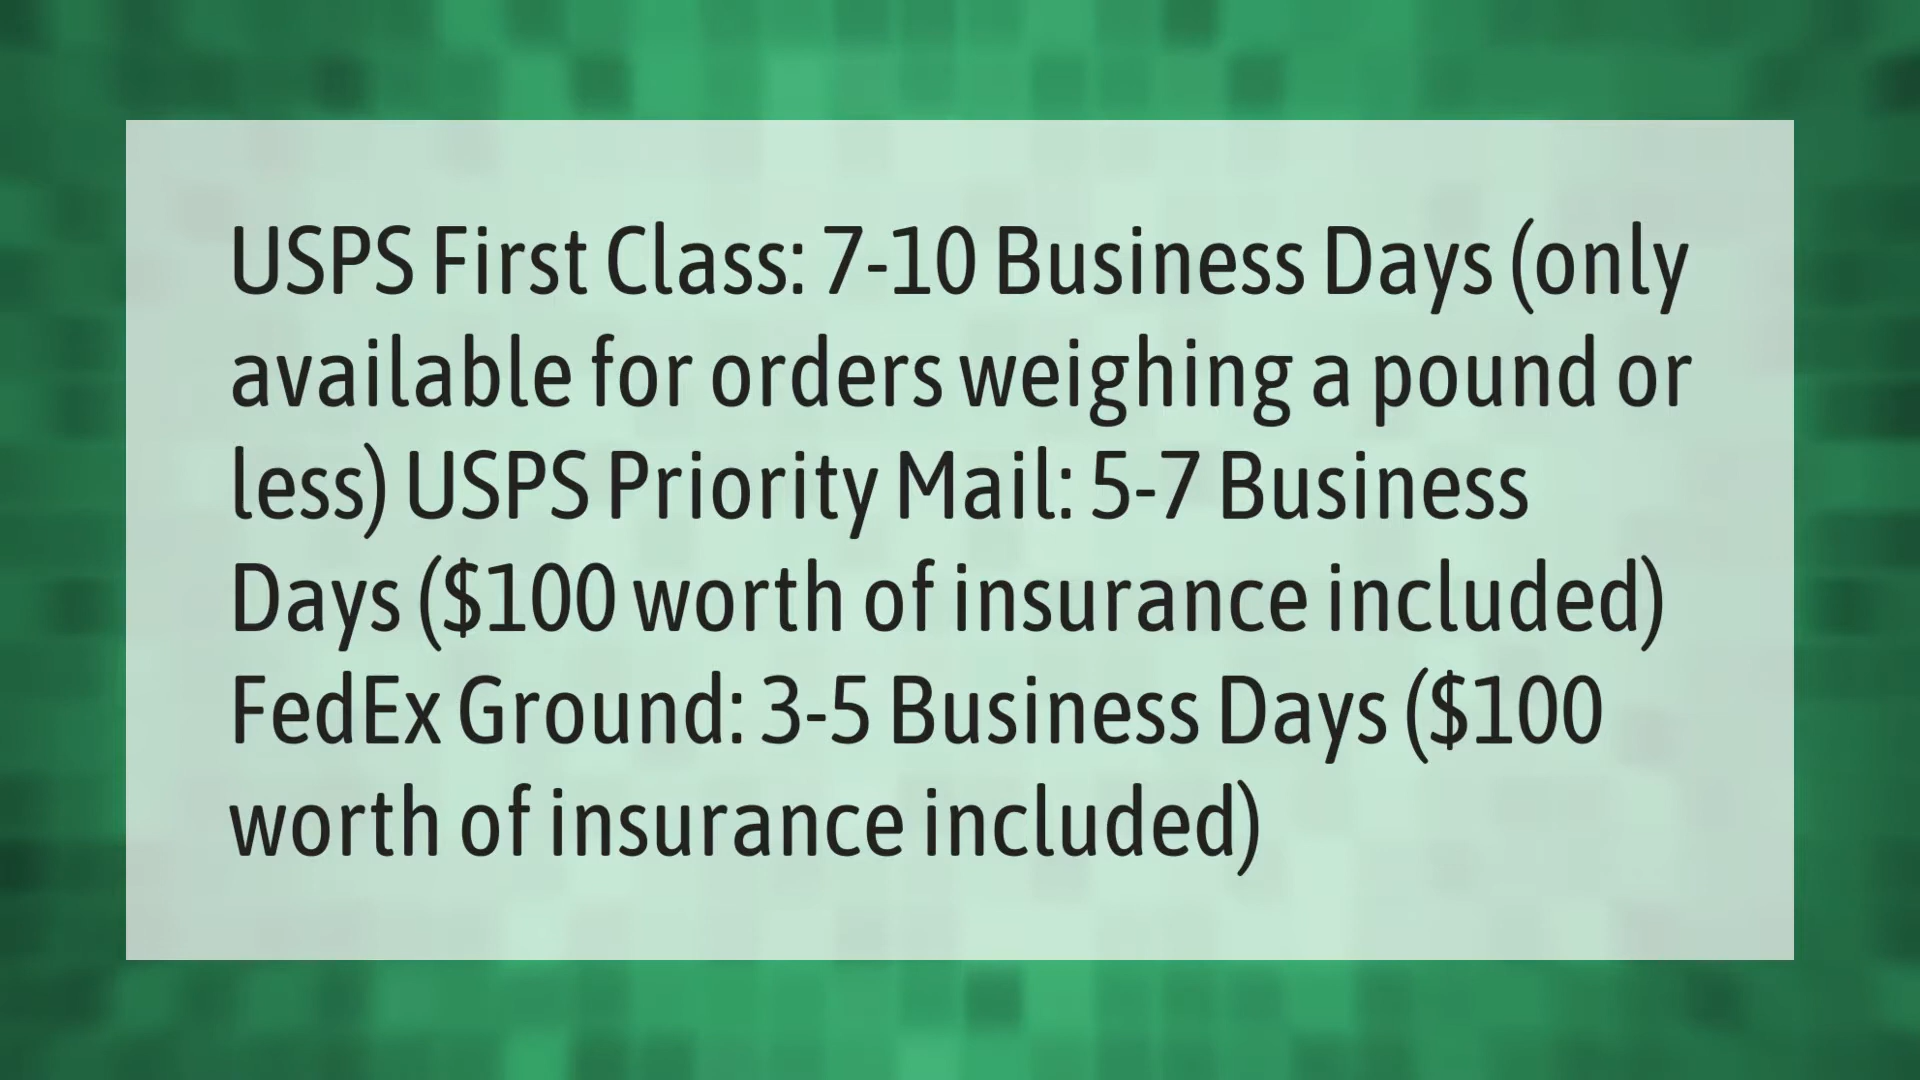 USPS First Class: 7-10 Business Days (only
available for orders weighing a pound or
less) USPS Priority Mail: 5-7 Business
Days ($100 worth of insurance included)
FedEx Ground: 3-5 Business Days ($100
worth of insurance included)